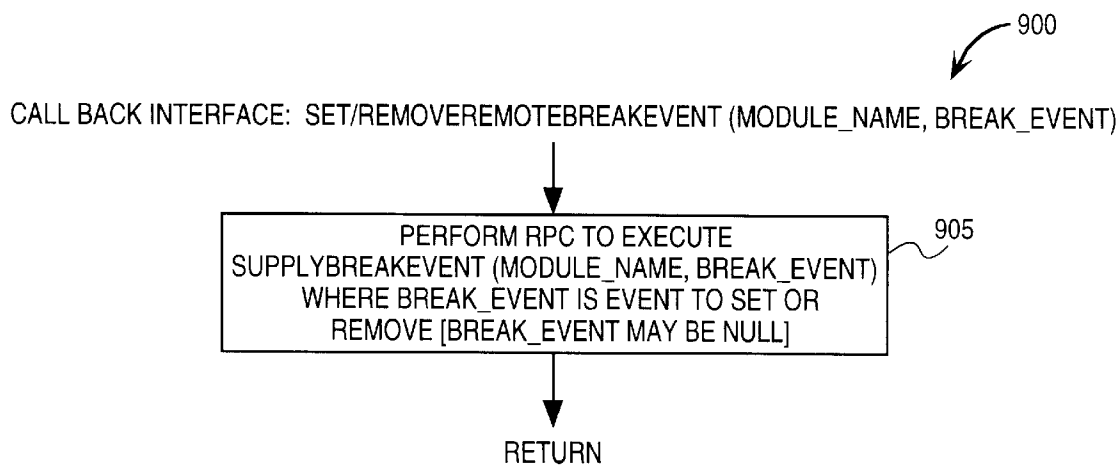 900
CALL BACK INTERFACE: SET/REMOVEREMOTEBREAKEVENT (MODULE_NAME, BREAK_EVENT)
PERFORM RPC TO EXECUTE
SUPPLYBREAKEVENT (MODULE_NAME, BREAK_EVENT)
WHERE BREAK_EVENT IS EVENT TO SET OR
REMOVE [BREAK_EVENT MAY BE NULL]
905
RETURN